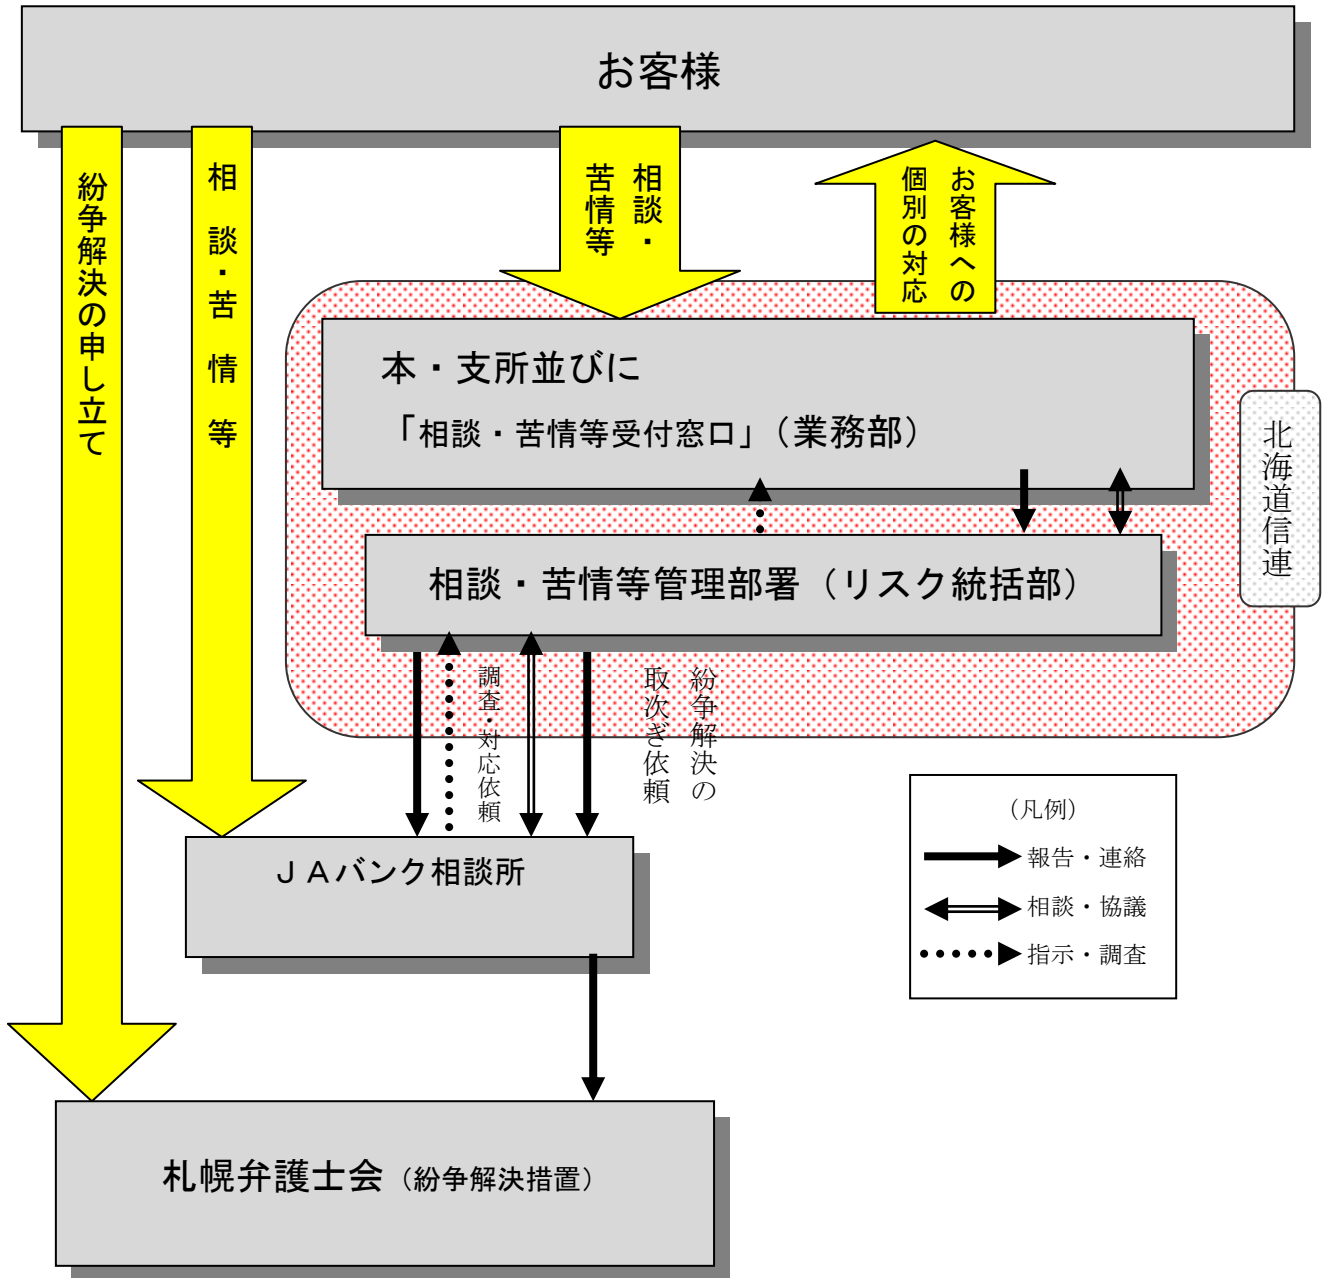 お客様
紛争解決の申し立て
相談・苦情等
相談・
苦情等
お客様への
個別の対応
本・支所並びに
「相談・苦情等受付窓口」（業務部）
北海道信連
相談・苦情等管理部署（リスク統括部）
調査・対応依頼
紛争解決の
取次ぎ依頼
（凡例）
報告・連絡
相談・協議
指示・調査
ＪＡバンク相談所
札幌弁護士会（紛争解決措置）